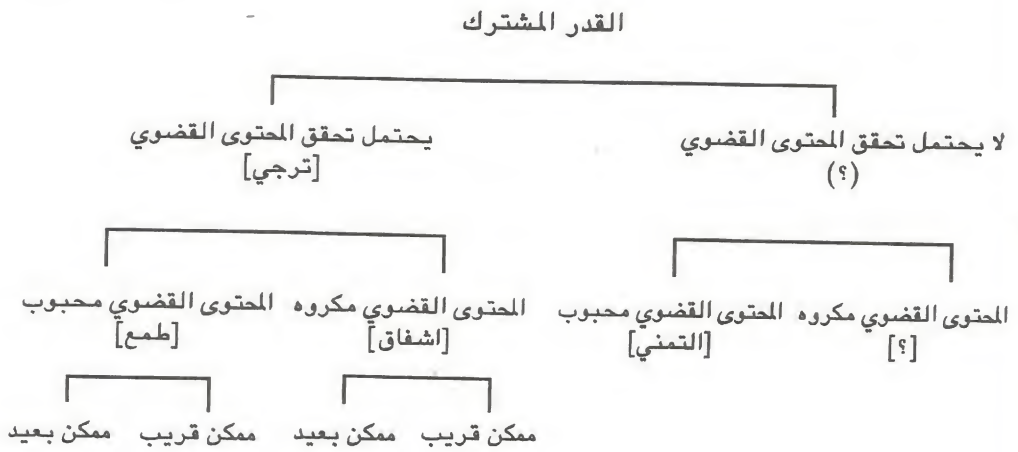 القدر المشترك
لا يحتمل تحقق المحتوى القضوي
(؟)
يحتمل تحقق المحتوى القضوي
[ترجي]
المحتوى القضوي مكروه
[؟]
المحتوى القضوي محبوب
[التمني]
المحتوى القضوي مكروه
[اشفاق]
المحتوى القضوي محبوب
[طمع]
ممكن قريب
ممكن بعيد
ممكن قريب
ممكن بعيد